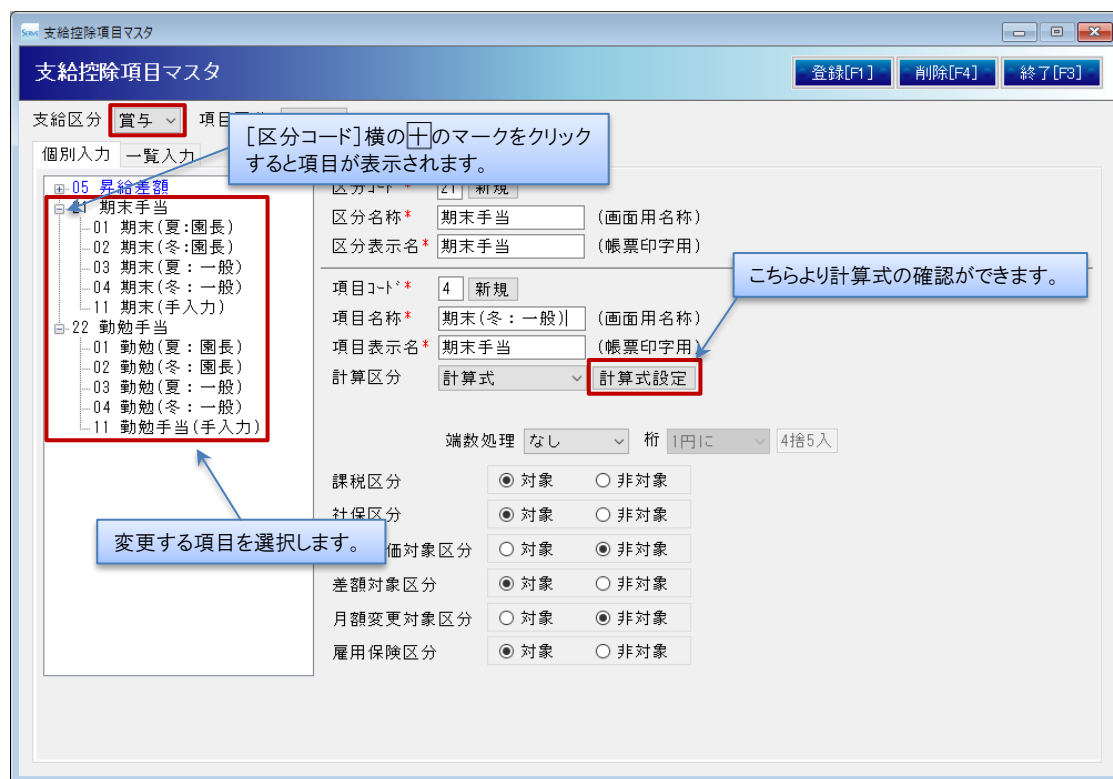 支給控除項目マスタ
支給控除項目マスタ
登録[F1] 削除[F4] 終了[F3]
支給区分 賞与
[区分コード]横の＋のマークをクリック
すると項目が表示されます。
個別入力 一覧入力
05 昇給差額
期末手当
01 期末(夏:園長)
02 期末(冬:園長)
03 期末(夏：一般)
04 期末(冬：一般)
11 期末(手入力)
22 勤勉手当
01 勤勉(夏：園長)
02 勤勉(冬：園長)
03 勤勉(夏：一般)
04 勤勉(冬：一般)
11 勤勉手当(手入力)
変更する項目を選択します。
区分ｺｰﾄﾞ* 21 新規
区分名称* 期末手当 (画面用名称)
区分表示名* 期末手当 (帳票印字用)
こちらより計算式の確認ができます。
項目ｺｰﾄﾞ* 4 新規
項目名称* 期末(冬：一般) (画面用名称)
項目表示名* 期末手当 (帳票印字用)
計算区分 計算式 計算式設定
端数処理 なし 桁 1円に 4捨5入
課税区分 対象 非対象
社保区分 対象 非対象
価対象区分 対象 非対象
差額対象区分 対象 非対象
月額変更対象区分 対象 非対象
雇用保険区分 対象 非対象